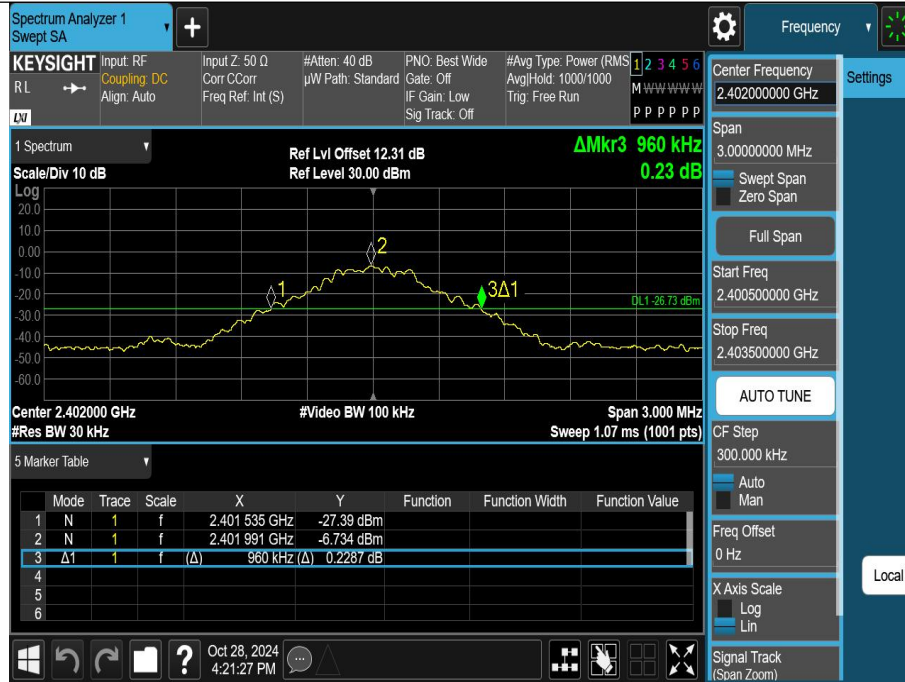 Spectrum Analyzer 1
Swept SA
+
Frequency
KEYSIGHT
RL
LXI
Input: RF
Coupling: DC
Align: Auto
Input Z: 50 Ω
Corr CCorr
Freq Ref: Int (S)
#Atten: 40 dB
µW Path: Standard
PNO: Best Wide
Gate: Off
IF Gain: Low
Sig Track: Off
#Avg Type: Power (RMS
Avg|Hold: 1000/1000
Trig: Free Run
1 2 3 4 5 6
M W W W W W
P P P P P P
1 Spectrum
Scale/Div 10 dB
Ref Lvl Offset 12.31 dB
Ref Level 30.00 dBm
ΔMkr3 960 kHz
0.23 dB
Log
20.0
10.0
0.00
-10.0
-20.0
-30.0
-40.0
-50.0
-60.0
1
2
3Δ1
DL1 -26.73 dBm
Center 2.402000 GHz
#Video BW 100 kHz
Span 3.000 MHz
#Res BW 30 kHz
Sweep 1.07 ms (1001 pts)
5 Marker Table
Mode Trace Scale X Y Function Function Width Function Value
1 N 1 f 2.401 535 GHz -27.39 dBm
2 N 1 f 2.401 991 GHz -6.734 dBm
3 Δ1 1 f (Δ) 960 kHz (Δ) 0.2287 dB
4
5
6
?
Oct 28, 2024
4:21:27 PM
Center Frequency
2.402000000 GHz
Settings
Span
3.00000000 MHz
Swept Span
Zero Span
Full Span
Start Freq
2.400500000 GHz
Stop Freq
2.403500000 GHz
AUTO TUNE
CF Step
300.000 kHz
Auto
Man
Freq Offset
0 Hz
Local
X Axis Scale
Log
Lin
Signal Track
(Span Zoom)